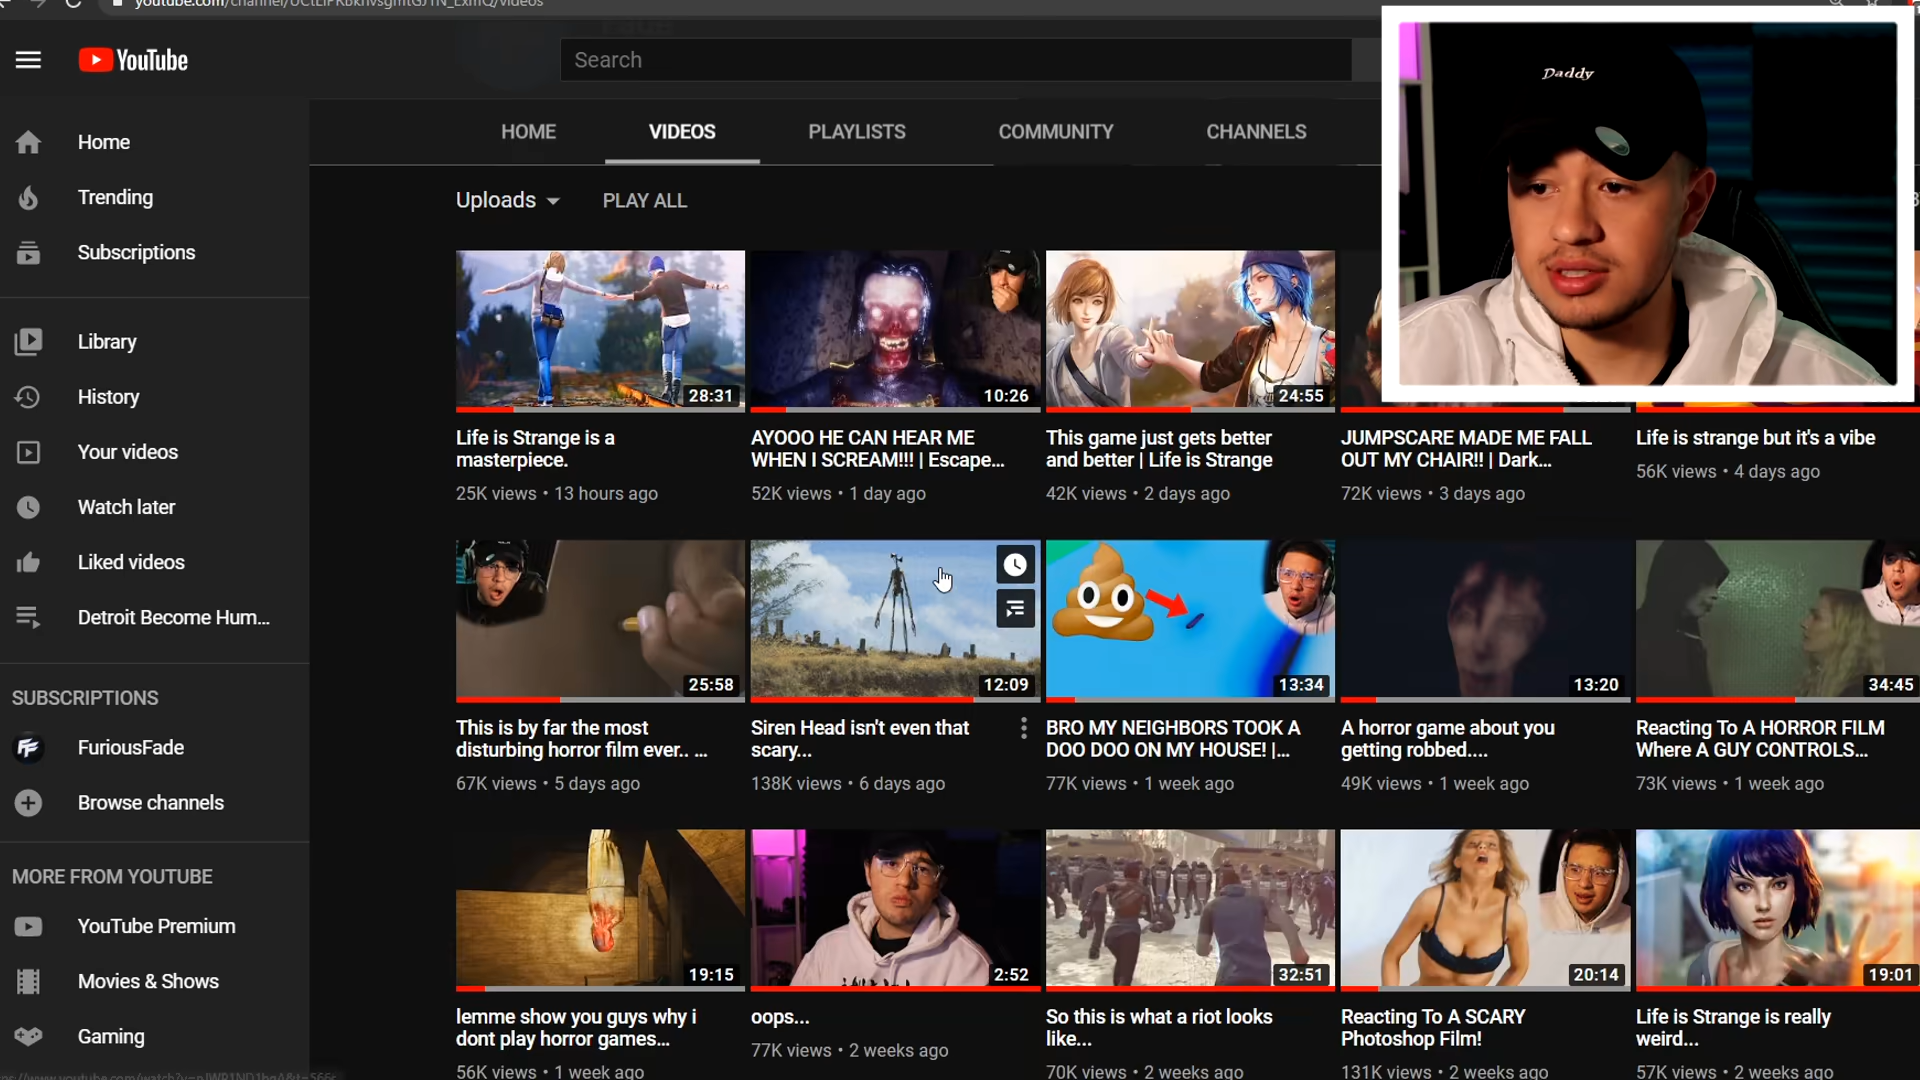 YouTube
Search
Daddy
HOME
VIDEOS
PLAYLISTS
COMMUNITY
CHANNELS
Home
Trending
Subscriptions
Library
History
Your videos
Watch later
Liked videos
Detroit Become Hum...
SUBSCRIPTIONS
FuriousFade
Browse channels
MORE FROM YOUTUBE
YouTube Premium
Movies & Shows
Gaming
Uploads
PLAY ALL
28:31
10:26
24:55
Life is Strange is a
masterpiece.
25K views • 13 hours ago
AYOOO HE CAN HEAR ME
WHEN I SCREAM!!! | Escape...
52K views • 1 day ago
This game just gets better
and better | Life is Strange
42K views • 2 days ago
JUMPSCARE MADE ME FALL
OUT MY CHAIR!! | Dark...
72K views • 3 days ago
Life is strange but it's a vibe
56K views • 4 days ago
25:58
12:09
13:34
13:20
34:45
This is by far the most
disturbing horror film ever.. ...
67K views • 5 days ago
Siren Head isn't even that
scary...
138K views • 6 days ago
BRO MY NEIGHBORS TOOK A
DOO DOO ON MY HOUSE! |...
77K views • 1 week ago
A horror game about you
getting robbed....
49K views • 1 week ago
Reacting To A HORROR FILM
Where A GUY CONTROLS...
73K views • 1 week ago
19:15
2:52
32:51
20:14
19:01
lemme show you guys why i
dont play horror games...
56K views • 1 week ago
oops...
77K views • 2 weeks ago
So this is what a riot looks
like...
70K views • 2 weeks ago
Reacting To A SCARY
Photoshop Film!
131K views • 2 weeks ago
Life is Strange is really
weird...
57K views • 2 weeks ago